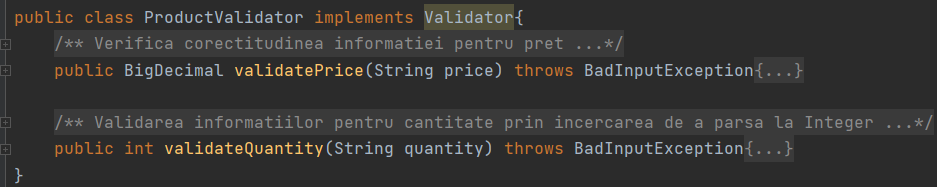 public class ProductValidator implements Validator{
/** Verifica corectitudinea informatiei pentru pret ...*/
public BigDecimal validatePrice(String price) throws BadInputException{...}
/** Validarea informatiilor pentru cantitate prin incercarea de a parsa la Integer ...*/
public int validateQuantity(String quantity) throws BadInputException{...}
}